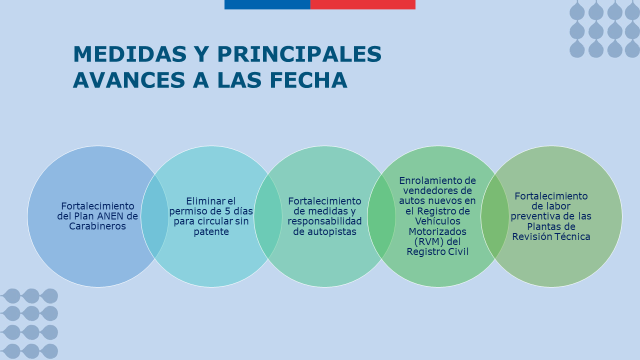 MEDIDAS Y PRINCIPALES
AVANCES A LAS FECHA
Fortalecimiento
del Plan ANEN de
Carabineros
Eliminar el
permiso de 5 días
para circular sin
patente
Fortalecimiento
de medidas y
responsabilidad
de autopistas
Enrolamiento de
vendedores de
autos nuevos en
el Registro de
Vehículos
Motorizados
(RVM) del
Registro Civil
Fortalecimiento
de labor
preventiva de las
Plantas de
Revisión Técnica